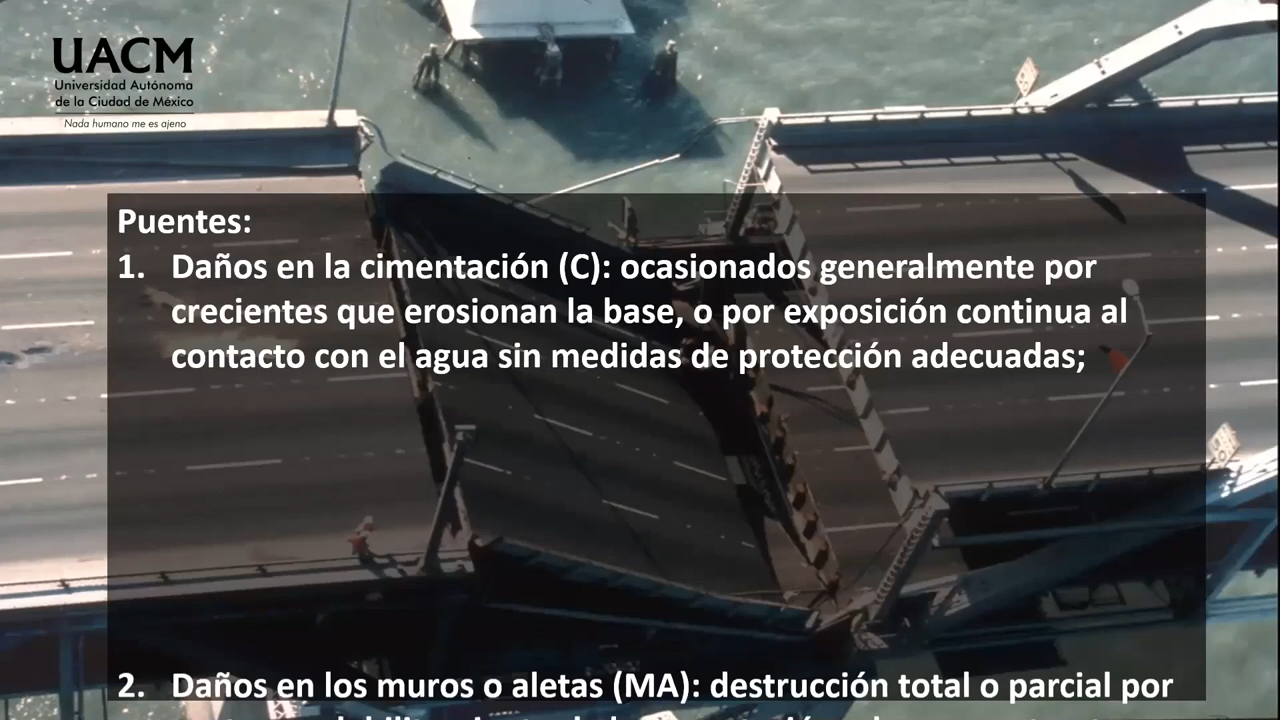 UACM
Universidad Autónoma
de la Ciudad de México
Nada humano me es ajeno
Puentes:
1. Daños en la cimentación (C): ocasionados generalmente por
crecientes que erosionan la base, o por exposición continua al
contacto con el agua sin medidas de protección adecuadas;
2. Daños en los muros o aletas (MA): destrucción total o parcial por